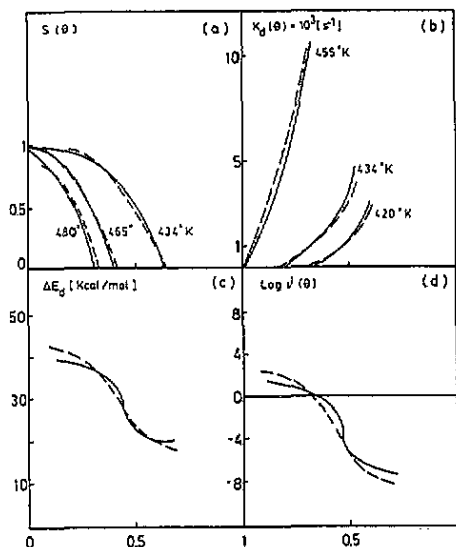 S(θ) (a)
1
0.5
0
480° 465° 434°K
K_d(θ) = 10³[s⁻¹] (b)
10
5
1
455°K
434°K
420°K
ΔE_d [Kcal/mol] (c)
50
30
10
0 0.5 1
Log ν(θ) (d)
8
4
0
-4
-8
0.5